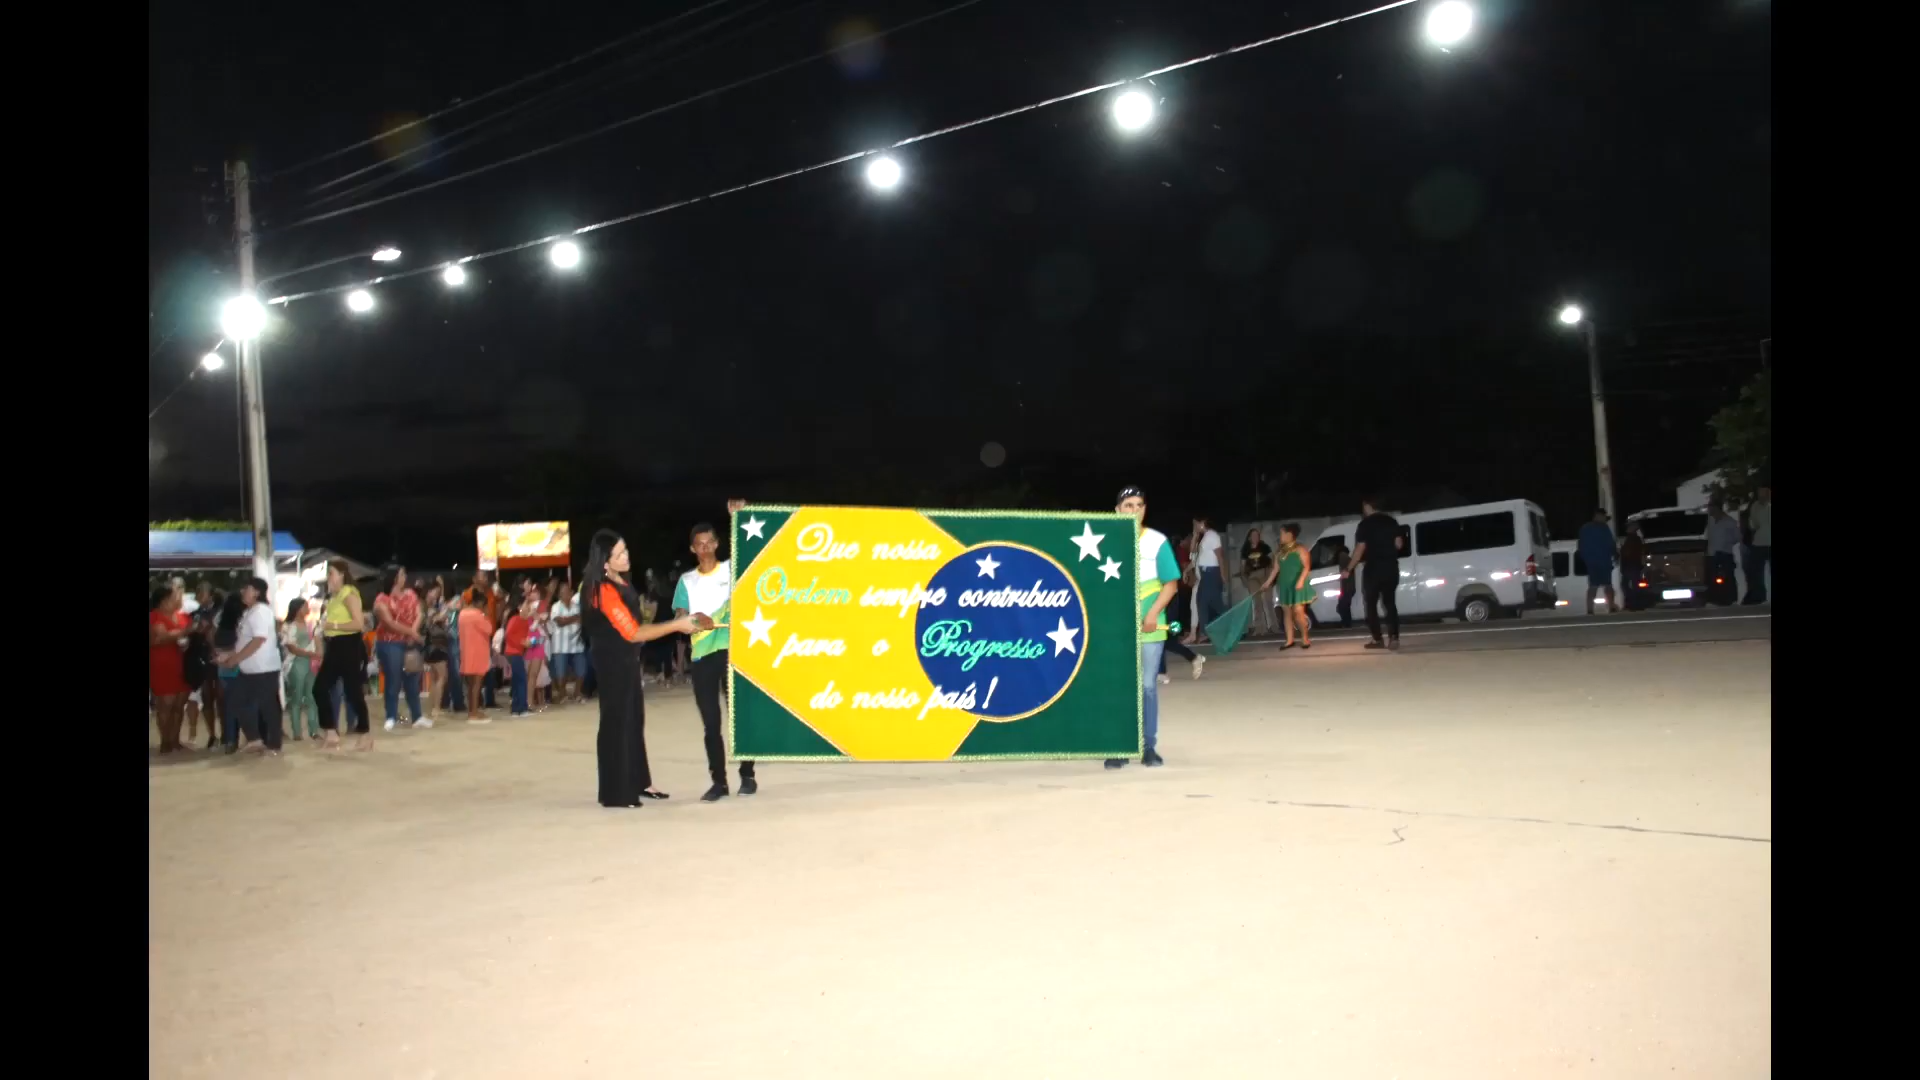 Que nossa
Ordem sempre contribua
para o Progresso
do nosso país!